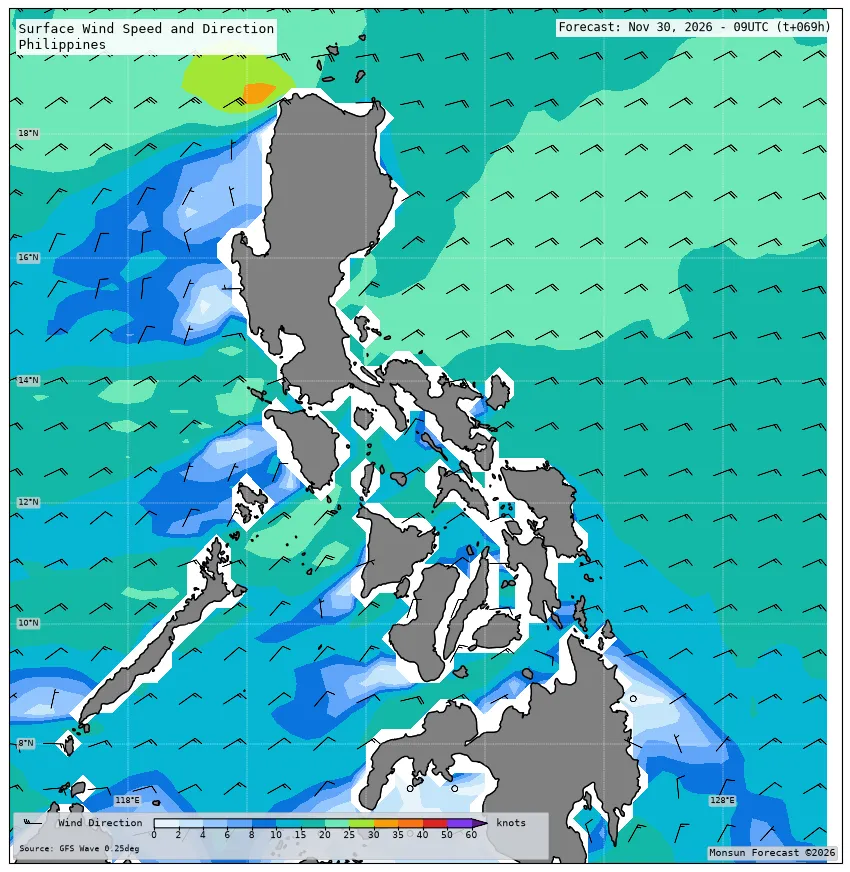 Surface Wind Speed and Direction
Philippines
Forecast: Nov 30, 2026 - 09UTC (t+069h)
18°N
16°N
14°N
12°N
10°N
8°N
118°E
128°E
Wind Direction
knots
0 2 4 6 8 10 15 20 25 30 35 40 50 60
Source: GFS Wave 0.25deg
Monsun Forecast ©2026